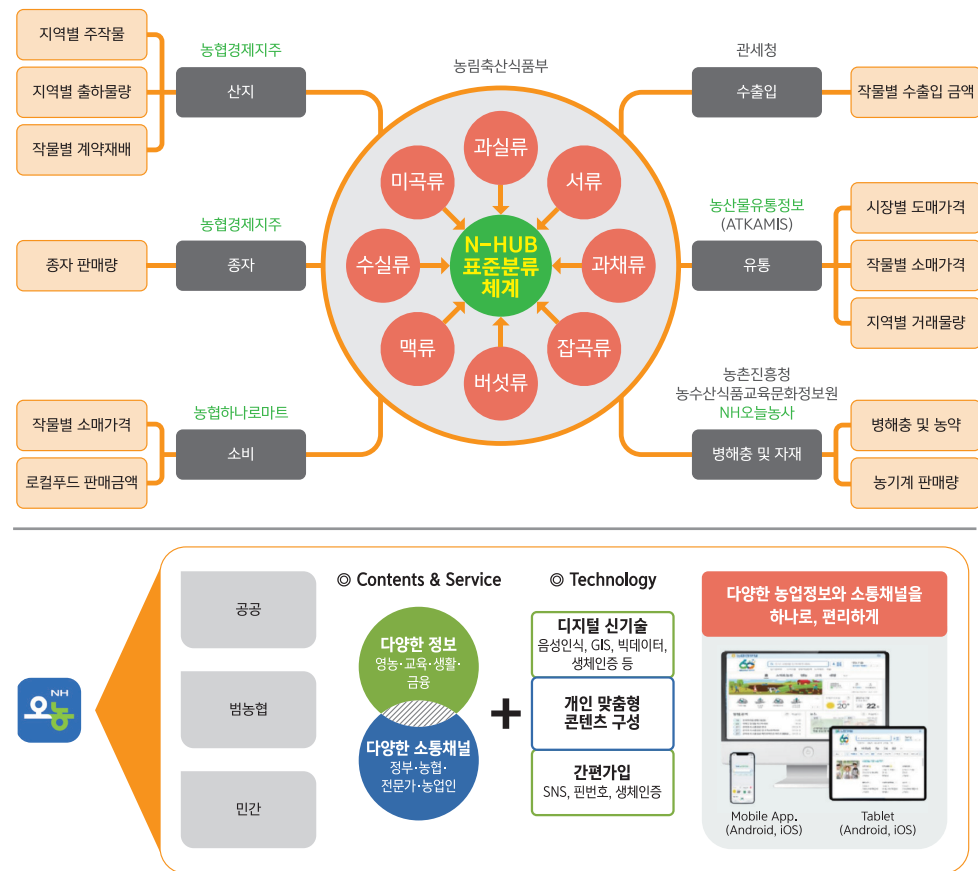 지역별 주작물
지역별 출하물량
작물별 계약재배
농협경제지주
산지
종자 판매량
농협경제지주
종자
작물별 소매가격
로컬푸드 판매금액
농협하나로마트
소비
농림축산식품부
과실류
미곡류
서류
수실류
N-HUB
표준분류
체계
과채류
맥류
잡곡류
버섯류
관세청
수출입
작물별 수출입 금액
농산물유통정보
(ATKAMIS)
유통
시장별 도매가격
작물별 소매가격
지역별 거래물량
농촌진흥청
농수산식품교육문화정보원
NH오늘농사
병해충 및 자재
병해충 및 농약
농기계 판매량
NH
오농
공공
범농협
민간
◎ Contents & Service
다양한 정보
영농·교육·생활·
금융
다양한 소통채널
정부·농협·
전문가·농업인
+
◎ Technology
디지털 신기술
음성인식, GIS, 빅데이터,
생체인증 등
개인 맞춤형
콘텐츠 구성
간편가입
SNS, 핀번호, 생체인증
다양한 농업정보와 소통채널을
하나로, 편리하게
Mobile App.
(Android, iOS)
Tablet
(Android, iOS)